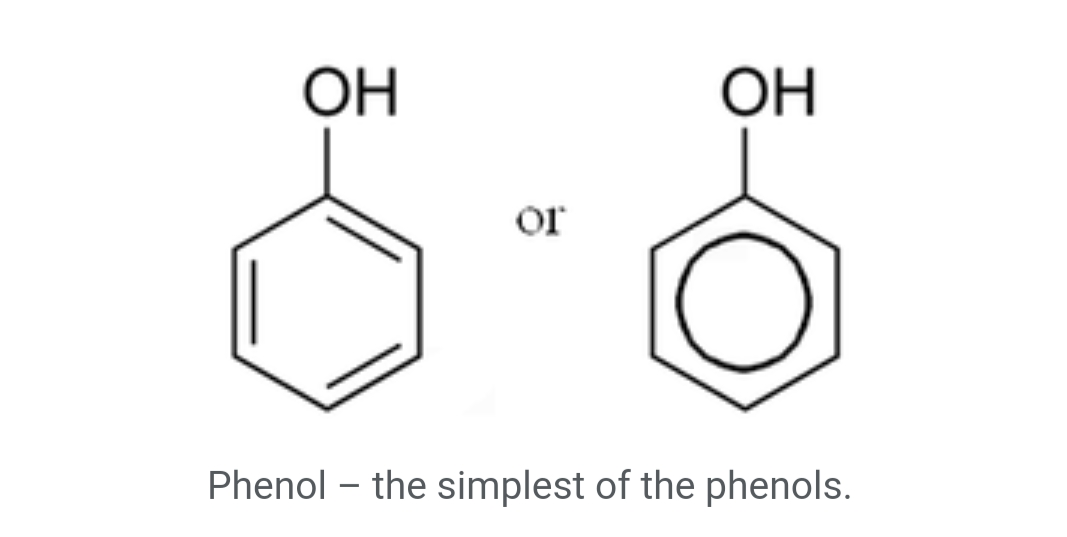 OH
OH
or
Phenol – the simplest of the phenols.